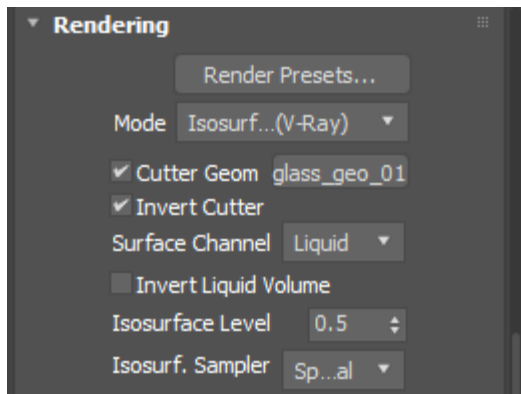 Rendering
Render Presets...
Mode Isosurf...(V-Ray)
Cutter Geom glass_geo_01
Invert Cutter
Surface Channel Liquid
Invert Liquid Volume
Isosurface Level 0.5
Isosurf. Sampler Sp...al